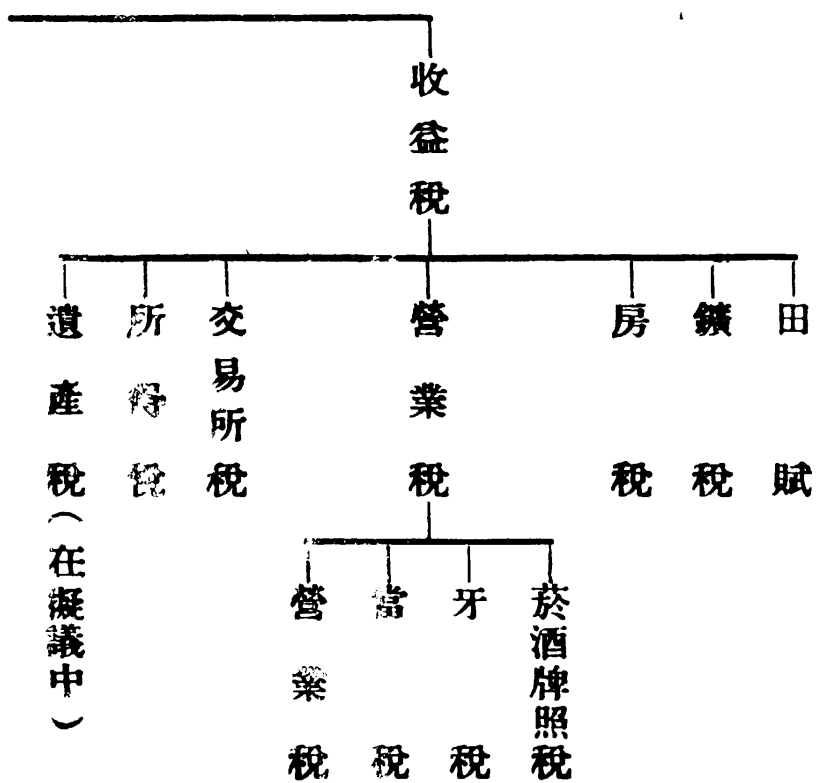 收益稅
田賦
鑛稅
房稅
營業稅
交易所稅
所得稅
遺產稅(在擬議中)
菸酒牌照稅
牙稅
當稅
營業稅